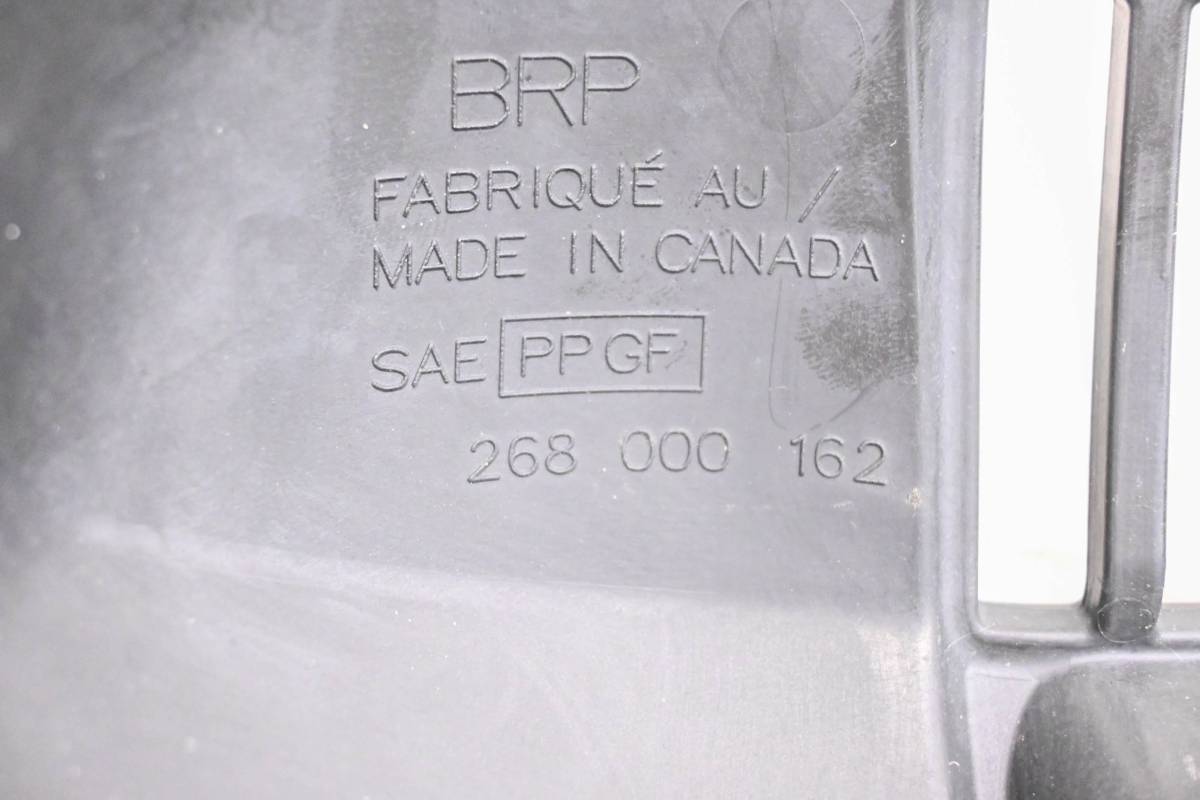 BRP
FABRIQUÉ AU /
MADE IN CANADA
SAE PP GF
268 000 162